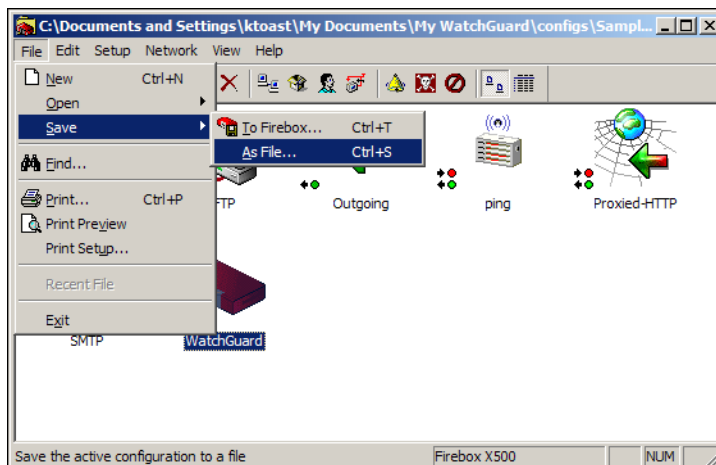 C:\Documents and Settings\ktoast\My Documents\My WatchGuard\configs\Sampl...
File Edit Setup Network View Help
New Ctrl+N
Open
Save
To Firebox... Ctrl+T
As File... Ctrl+S
Find...
Print... Ctrl+P
Print Preview
Print Setup...
Recent File
Exit
FTP
Outgoing
ping
Proxied-HTTP
SMTP
WatchGuard
Save the active configuration to a file
Firebox X500
NUM